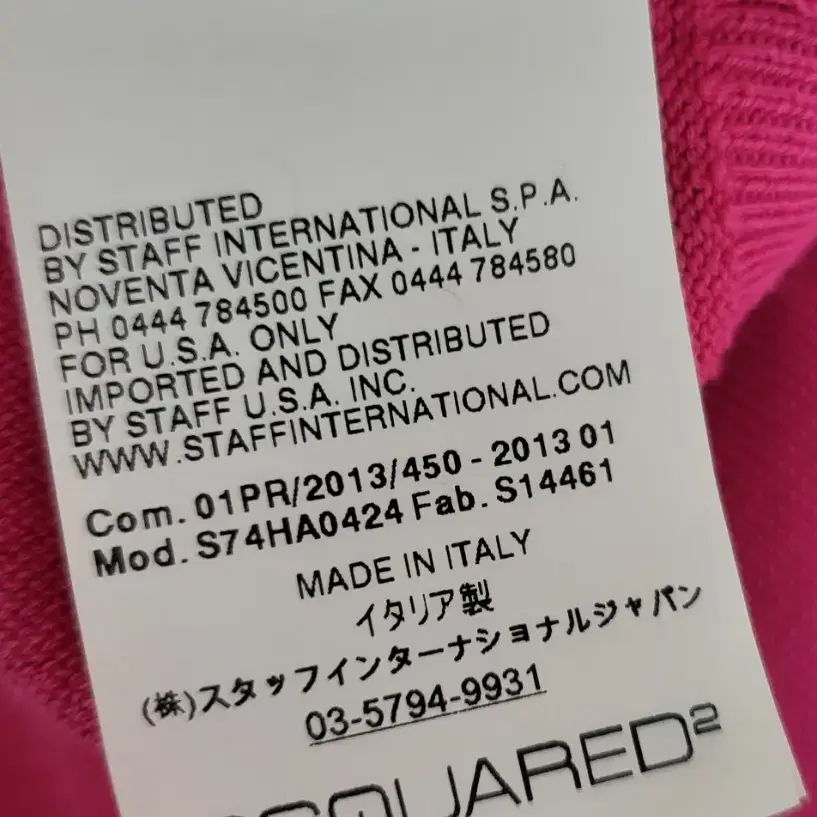 DISTRIBUTED
BY STAFF INTERNATIONAL S.P.A.
NOVENTA VICENTINA - ITALY
PH 0444 784500 FAX 0444 784580
FOR U.S.A. ONLY
IMPORTED AND DISTRIBUTED
BY STAFF U.S.A. INC.
WWW.STAFFINTERNATIONAL.COM
Com. 01PR/2013/450 - 2013 01
Mod. S74HA0424 Fab. S14461
MADE IN ITALY
イタリア製
(株)スタッフインターナショナルジャパン
03-5794-9931
SQUARED2